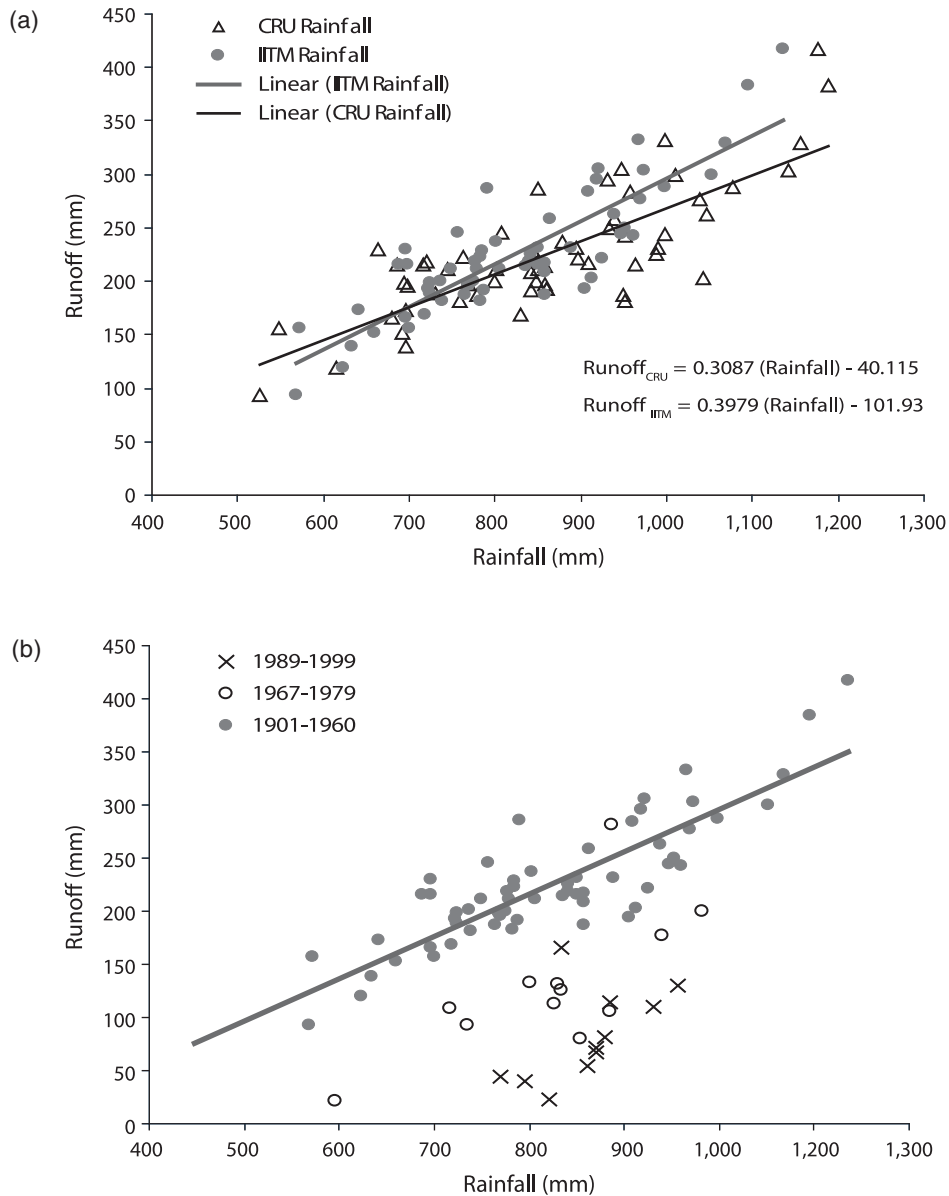 (a)
CRU Rainfall
IITM Rainfall
Linear (IITM Rainfall)
Linear (CRU Rainfall)
450
400
350
300
250
200
150
100
50
0
Runoff (mm)
Runoff CRU = 0.3087 (Rainfall) - 40.115
Runoff IITM = 0.3979 (Rainfall) - 101.93
400 500 600 700 800 900 1,000 1,100 1,200 1,300
Rainfall (mm)
(b)
1989-1999
1967-1979
1901-1960
450
400
350
300
250
200
150
100
50
0
Runoff (mm)
400 500 600 700 800 900 1,000 1,100 1,200 1,300
Rainfall (mm)